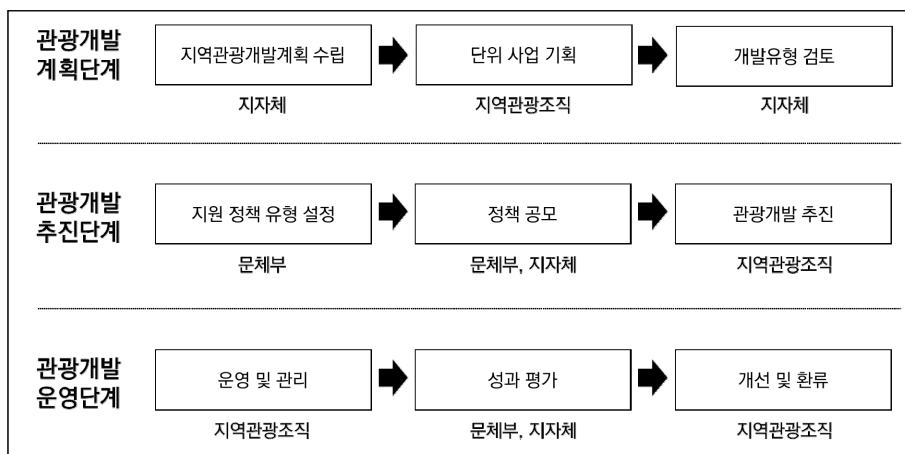 관광개발
계획단계
지역관광개발계획 수립
단위 사업 기획
개발유형 검토
지자체
지역관광조직
지자체
관광개발
추진단계
지원 정책 유형 설정
정책 공모
관광개발 추진
문체부
문체부, 지자체
지역관광조직
관광개발
운영단계
운영 및 관리
성과 평가
개선 및 환류
지역관광조직
문체부, 지자체
지역관광조직